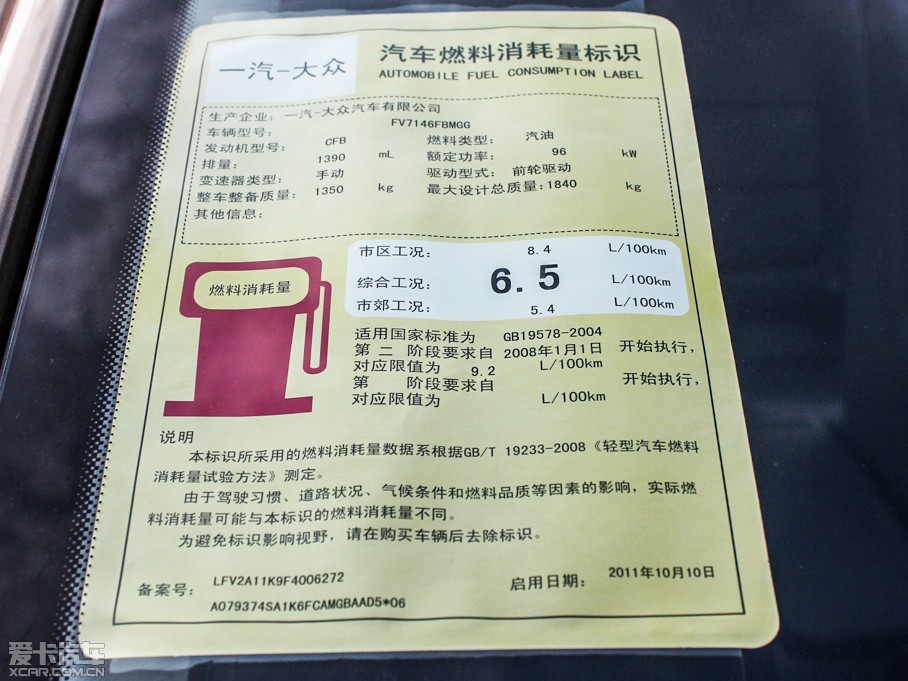 一汽-大众
汽车燃料消耗量标识
AUTOMOBILE FUEL CONSUMPTION LABEL
生产企业: 一汽-大众汽车有限公司
车辆型号: FV7146FBMGG
发动机型号: CFB 燃料类型: 汽油
排量: 1390 mL 额定功率: 96 kW
变速器类型: 手动 驱动型式: 前轮驱动
整车整备质量: 1350 kg 最大设计总质量: 1840 kg
其他信息:
市区工况: 8.4 L/100km
燃料消耗量
综合工况: 6.5 L/100km
市郊工况: 5.4 L/100km
适用国家标准为 GB19578-2004
第 二 阶段要求自 2008年1月1日 开始执行,
对应限值为 9.2 L/100km
第 阶段要求自 开始执行,
对应限值为 L/100km
说明
本标识所采用的燃料消耗量数据系根据GB/T 19233-2008《轻型汽车燃料
消耗量试验方法》测定。
由于驾驶习惯、道路状况、气候条件和燃料品质等因素的影响,实际燃
料消耗量可能与本标识的燃料消耗量不同。
为避免标识影响视野,请在购买车辆后去除标识。
备案号: LFV2A11K9F4006272 启用日期: 2011年10月10日
A079374SA1K6FCAMGBAAD5*06
爱卡汽车
XCAR.COM.CN